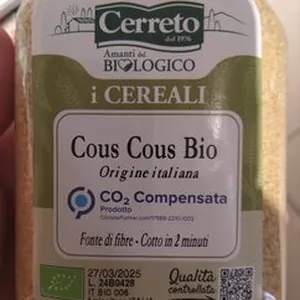 Cerreto
dal 1976
Amanti del
BIOLOGICO
i CEREALI
Cous Cous Bio
Origine italiana
CO₂ Compensata
Prodotto
Fonte di fibre - Cotto in 2 minuti
27/03/2025
L. 24B0428
IT BIO 006
Qualità
controllata